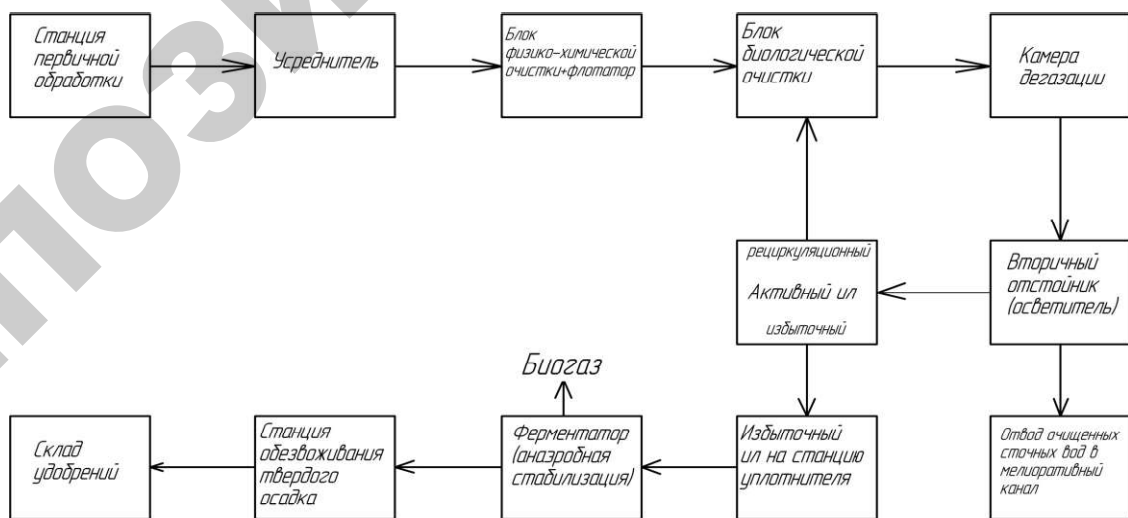 Станция
первичной
обработки
Усреднитель
Блок
физико-химической
очистки+флотатор
Блок
биологической
очистки
Камера
дегазации
рециркуляционный
Активный ил
избыточный
Вторичный
отстойник
(осветитель)
Биогаз
Склад
удобрений
Станция
обезвоживания
твердого
осадка
Ферментатор
(анаэробная
стабилизация)
Избыточный
ил на станцию
уплотнителя
Отвод очищенных
сточных вод в
мелиоративный
канал